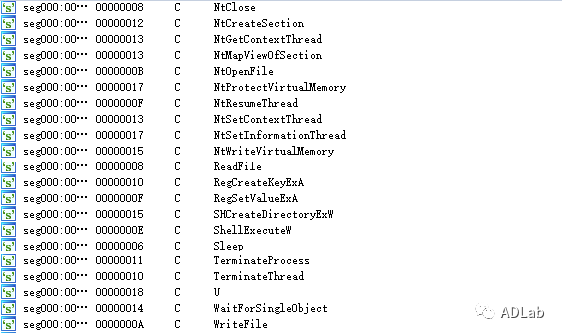 seg000:00… 00000008 C NtClose
seg000:00… 00000012 C NtCreateSection
seg000:00… 00000013 C NtGetContextThread
seg000:00… 00000013 C NtMapViewOfSection
seg000:00… 0000000B C NtOpenFile
seg000:00… 00000017 C NtProtectVirtualMemory
seg000:00… 0000000F C NtResumeThread
seg000:00… 00000013 C NtSetContextThread
seg000:00… 00000017 C NtSetInformationThread
seg000:00… 00000015 C NtWriteVirtualMemory
seg000:00… 00000008 C ReadFile
seg000:00… 00000010 C RegCreateKeyExA
seg000:00… 0000000F C RegSetValueExA
seg000:00… 00000015 C SHCreateDirectoryExW
seg000:00… 0000000E C ShellExecuteW
seg000:00… 00000006 C Sleep
seg000:00… 00000011 C TerminateProcess
seg000:00… 00000010 C TerminateThread
seg000:00… 00000018 C U
seg000:00… 00000014 C WaitForSingleObject
seg000:00… 0000000A C WriteFile
ADLab